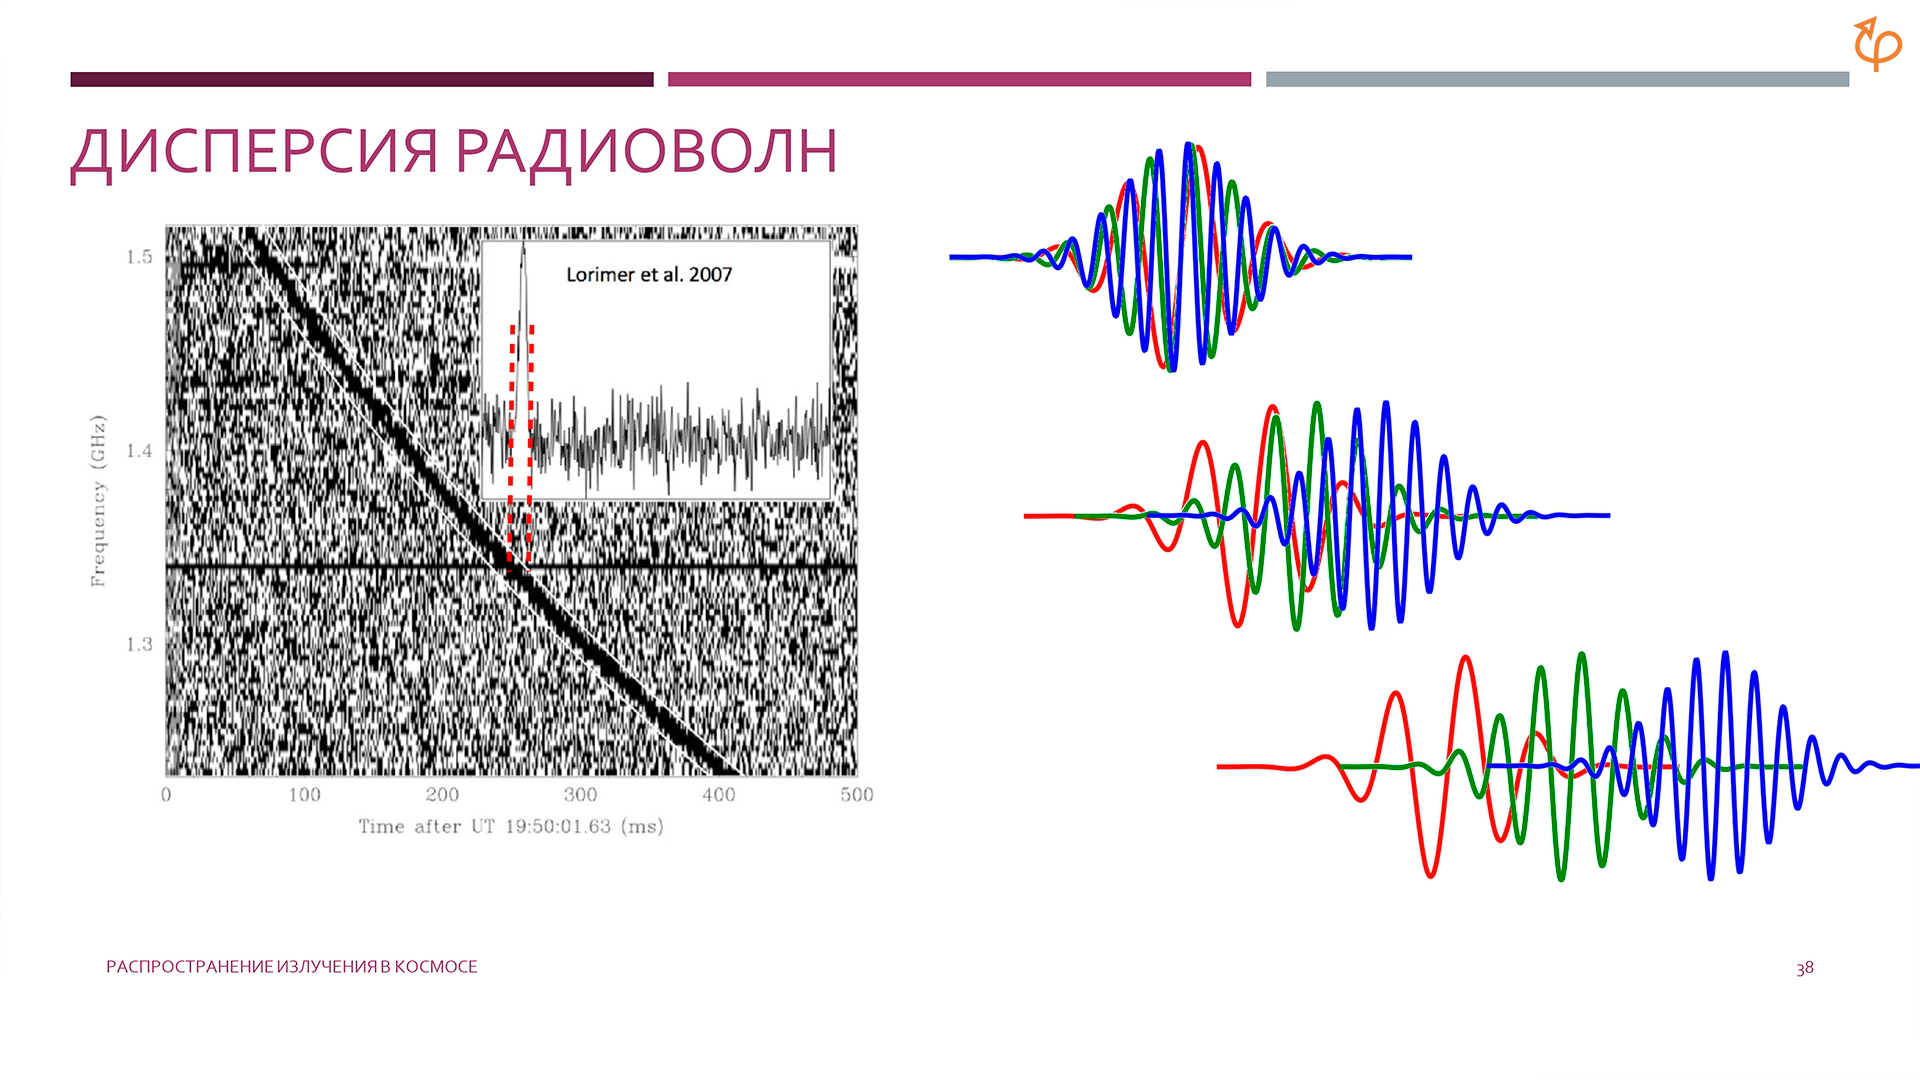 ДИСПЕРСИЯ РАДИОВОЛН
Lorimer et al. 2007
1.5
1.4
1.3
Frequency (GHz)
0 100 200 300 400 500
Time after UT 19:50:01.63 (ms)
РАСПРОСТРАНЕНИЕ ИЗЛУЧЕНИЯ В КОСМОСЕ
38